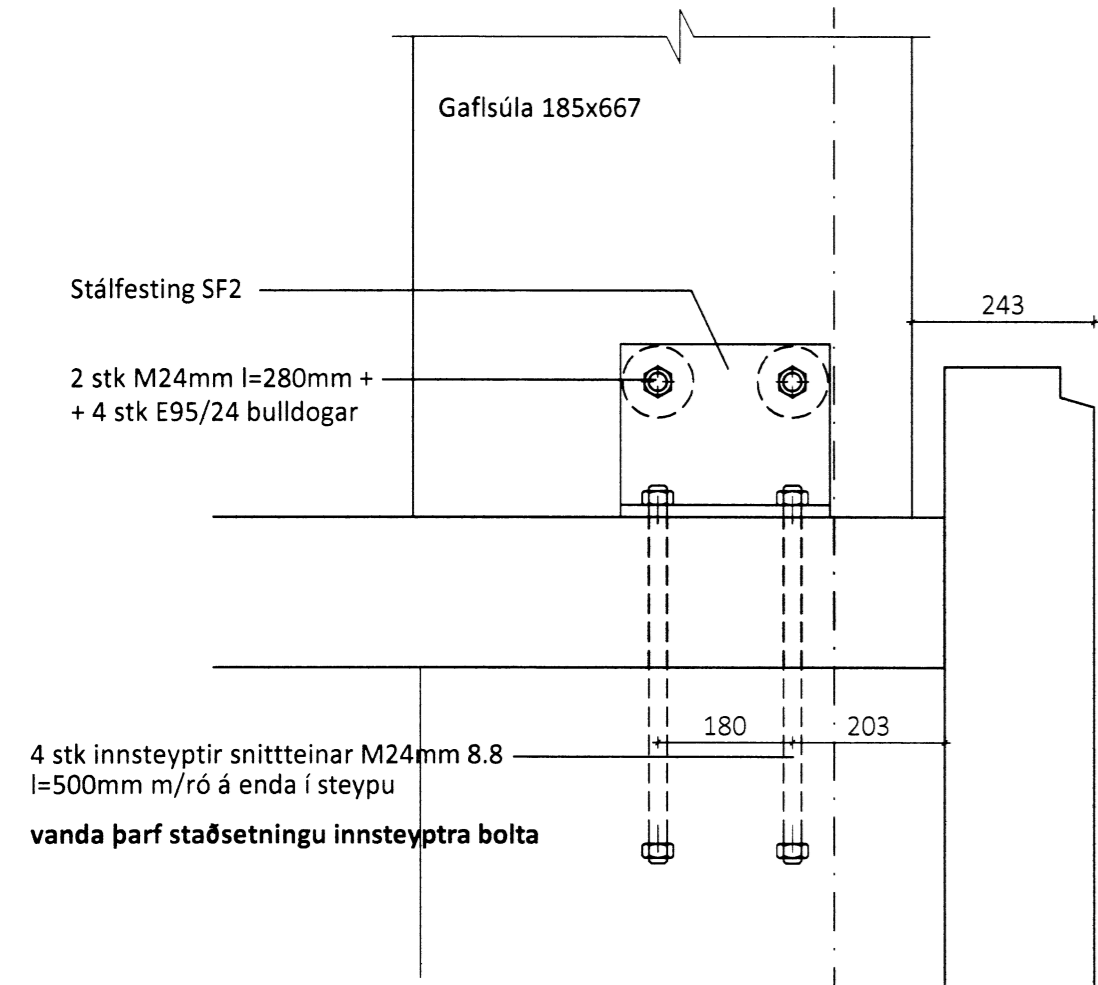 Gaflsúla 185x667
Stálfesting SF2
243
2 stk M24mm l=280mm +
+ 4 stk E95/24 bulldogar
180
203
4 stk innsteyptir snittteinar M24mm 8.8
l=500mm m/ró á enda í steypu
vanda þarf staðsetningu innsteyptra bolta